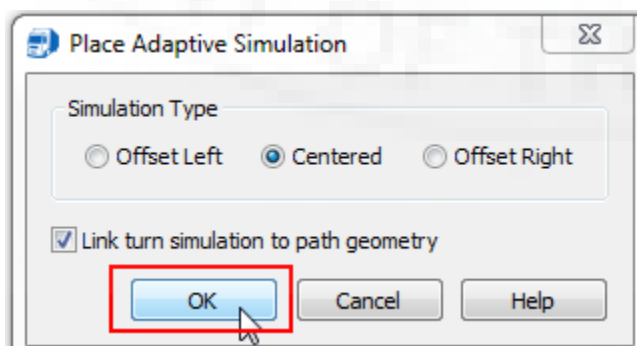 Place Adaptive Simulation
Simulation Type
Offset Left Centered Offset Right
Link turn simulation to path geometry
OK Cancel Help